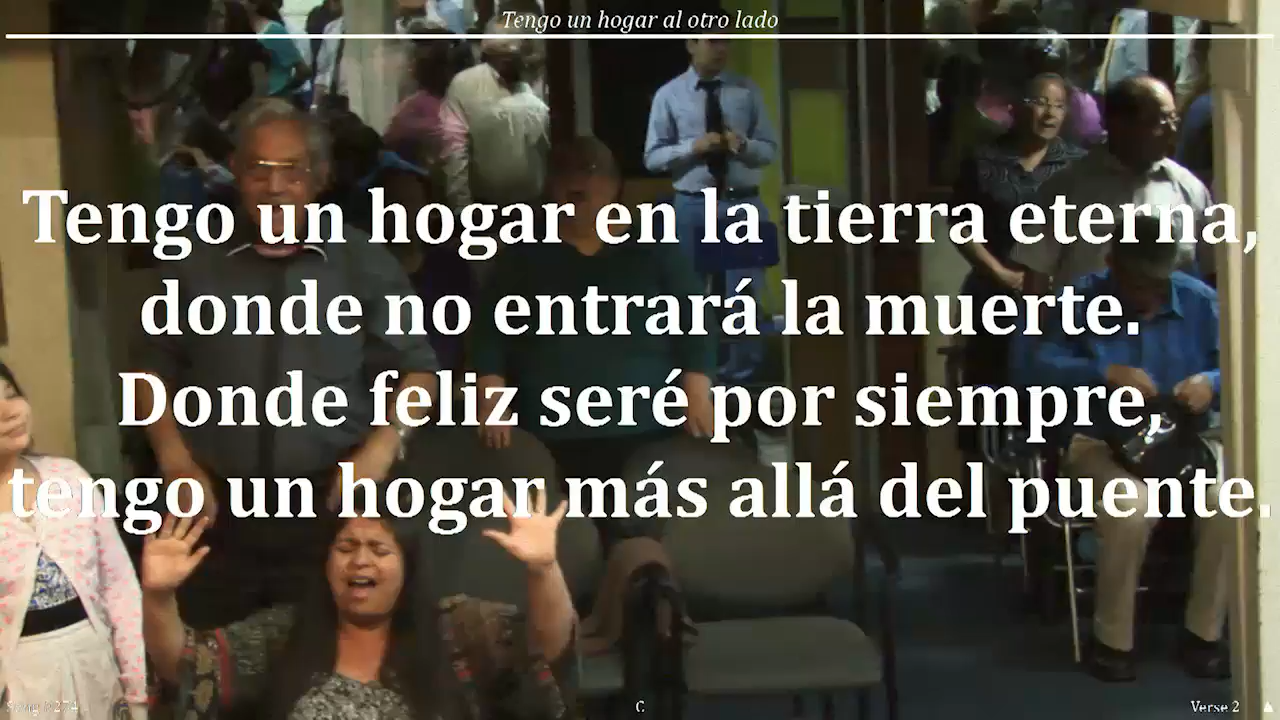 Tengo un hogar al otro lado
Tengo un hogar en la tierra eterna,
donde no entrará la muerte.
Donde feliz seré por siempre,
tengo un hogar más allá del puente.
C
Verse 2